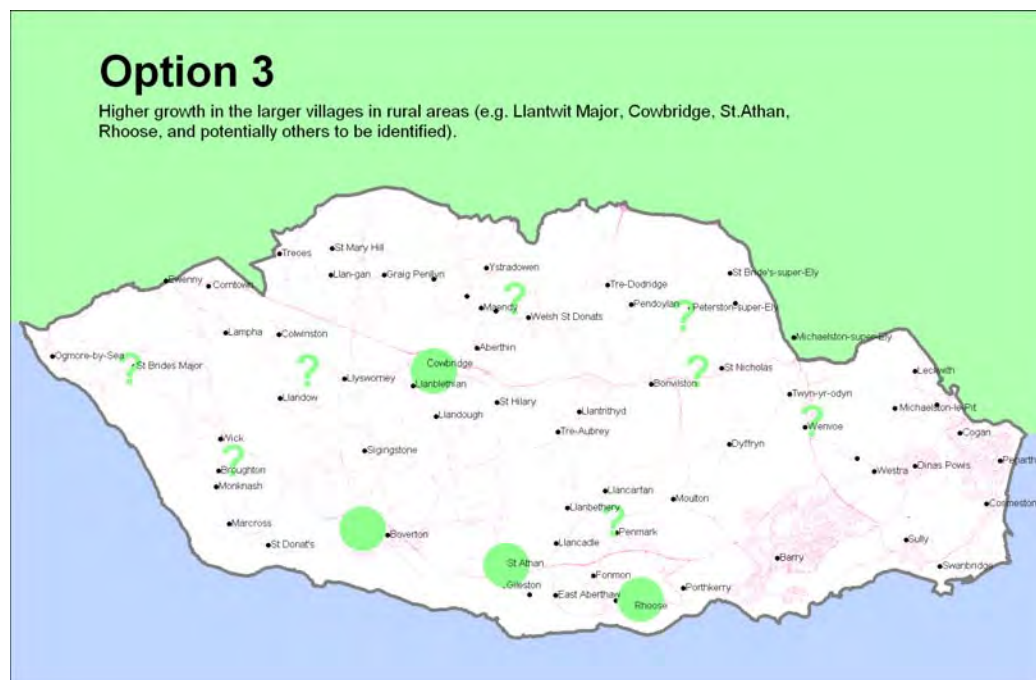 Option 3
Higher growth in the larger villages in rural areas (e.g. Llantwit Major, Cowbridge, St.Athan,
Rhoose, and potentially others to be identified).
St Mary Hill
Treoes
Ystradowen
Llan-gan
Graig Penllyn
St Bride's-super-Ely
Ewenny
Corntown
Tre-Dodridge
?
Maendy
Pendoylan
Peterston-super-Ely
?
Welsh St Donats
Lampha
Colwinston
Michaelston-super-Ely
Aberthin
Ogmore-by-Sea
St Brides Major
?
?
Cowbridge
St Nicholas
?
Leckwith
Llysworney
Llanblethian
Bonvilston
Llandow
St Hilary
Twyn-yr-odyn
Llandough
Llantrithyd
Michaelston-le-Pit
Wenvoe
?
Tre-Aubrey
Cogan
Wick
Dyffryn
Sigingstone
?
Broughton
Penarth
Westra
Dinas Powis
Monknash
Llancarfan
Moulton
Cosmeston
Llanbethery
?
Marcross
Boverton
Penmark
St Donat's
Llancadle
Sully
Barry
St Athan
Swanbridge
Fonmon
Gileston
East Aberthaw
Porthkerry
Rhoose